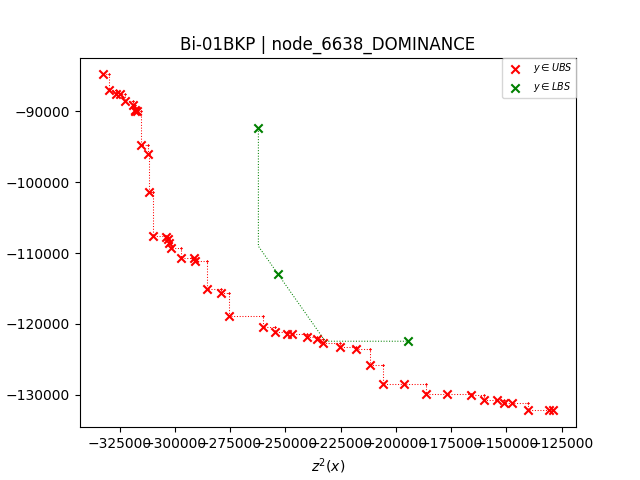 Bi-01BKP | node_6638_DOMINANCE
y ∈ UBS
y ∈ LBS
−90000
−100000
−110000
−120000
−130000
−325000 −300000 −275000 −250000 −225000 −200000 −175000 −150000 −125000
z²(x)